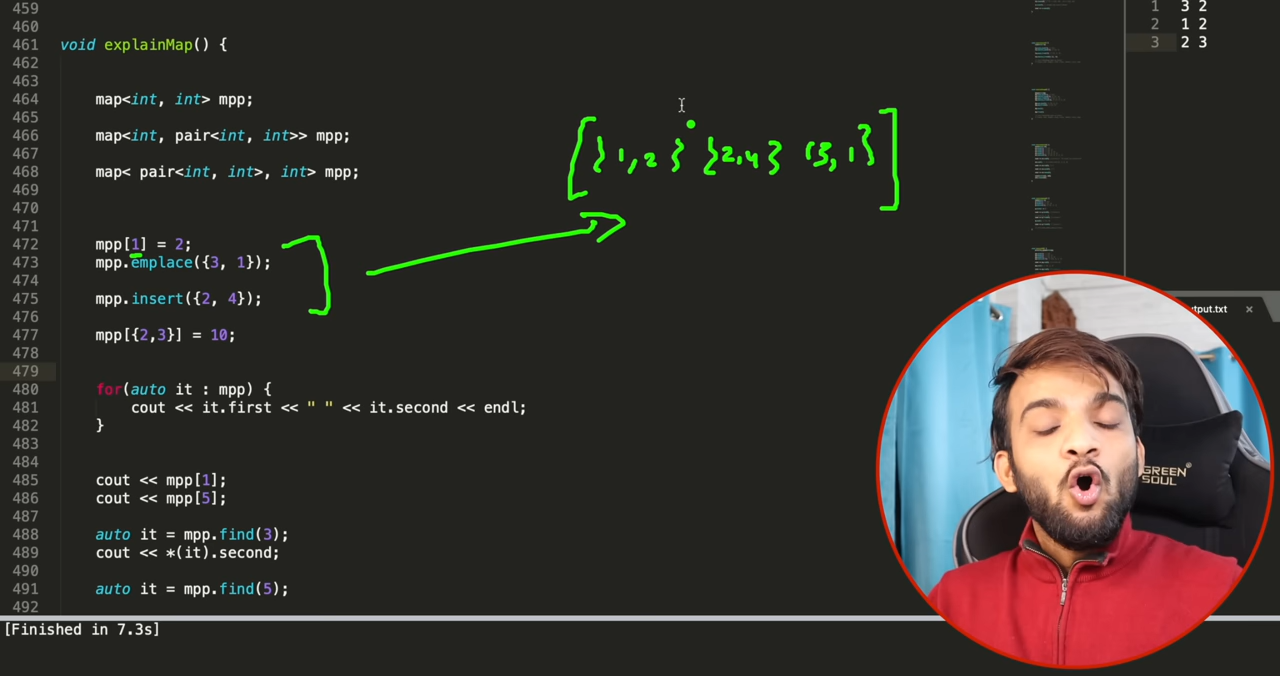 459
460
461 void explainMap() {
462
463
464 map<int, int> mpp;
465
466 map<int, pair<int, int>> mpp;
467
468 map< pair<int, int>, int> mpp;
469
470
471
472 mpp[1] = 2;
473 mpp.emplace({3, 1});
474
475 mpp.insert({2, 4});
476
477 mpp[{2,3}] = 10;
478
479
480 for(auto it : mpp) {
481 cout << it.first << " " << it.second << endl;
482 }
483
484
485 cout << mpp[1];
486 cout << mpp[5];
487
488 auto it = mpp.find(3);
489 cout << *(it).second;
490
491 auto it = mpp.find(5);
492
[{1,2} {2,4} {3,1}]
1 3 2
2 1 2
3 2 3
utput.txt ×
GREEN
SOUL
[Finished in 7.3s]